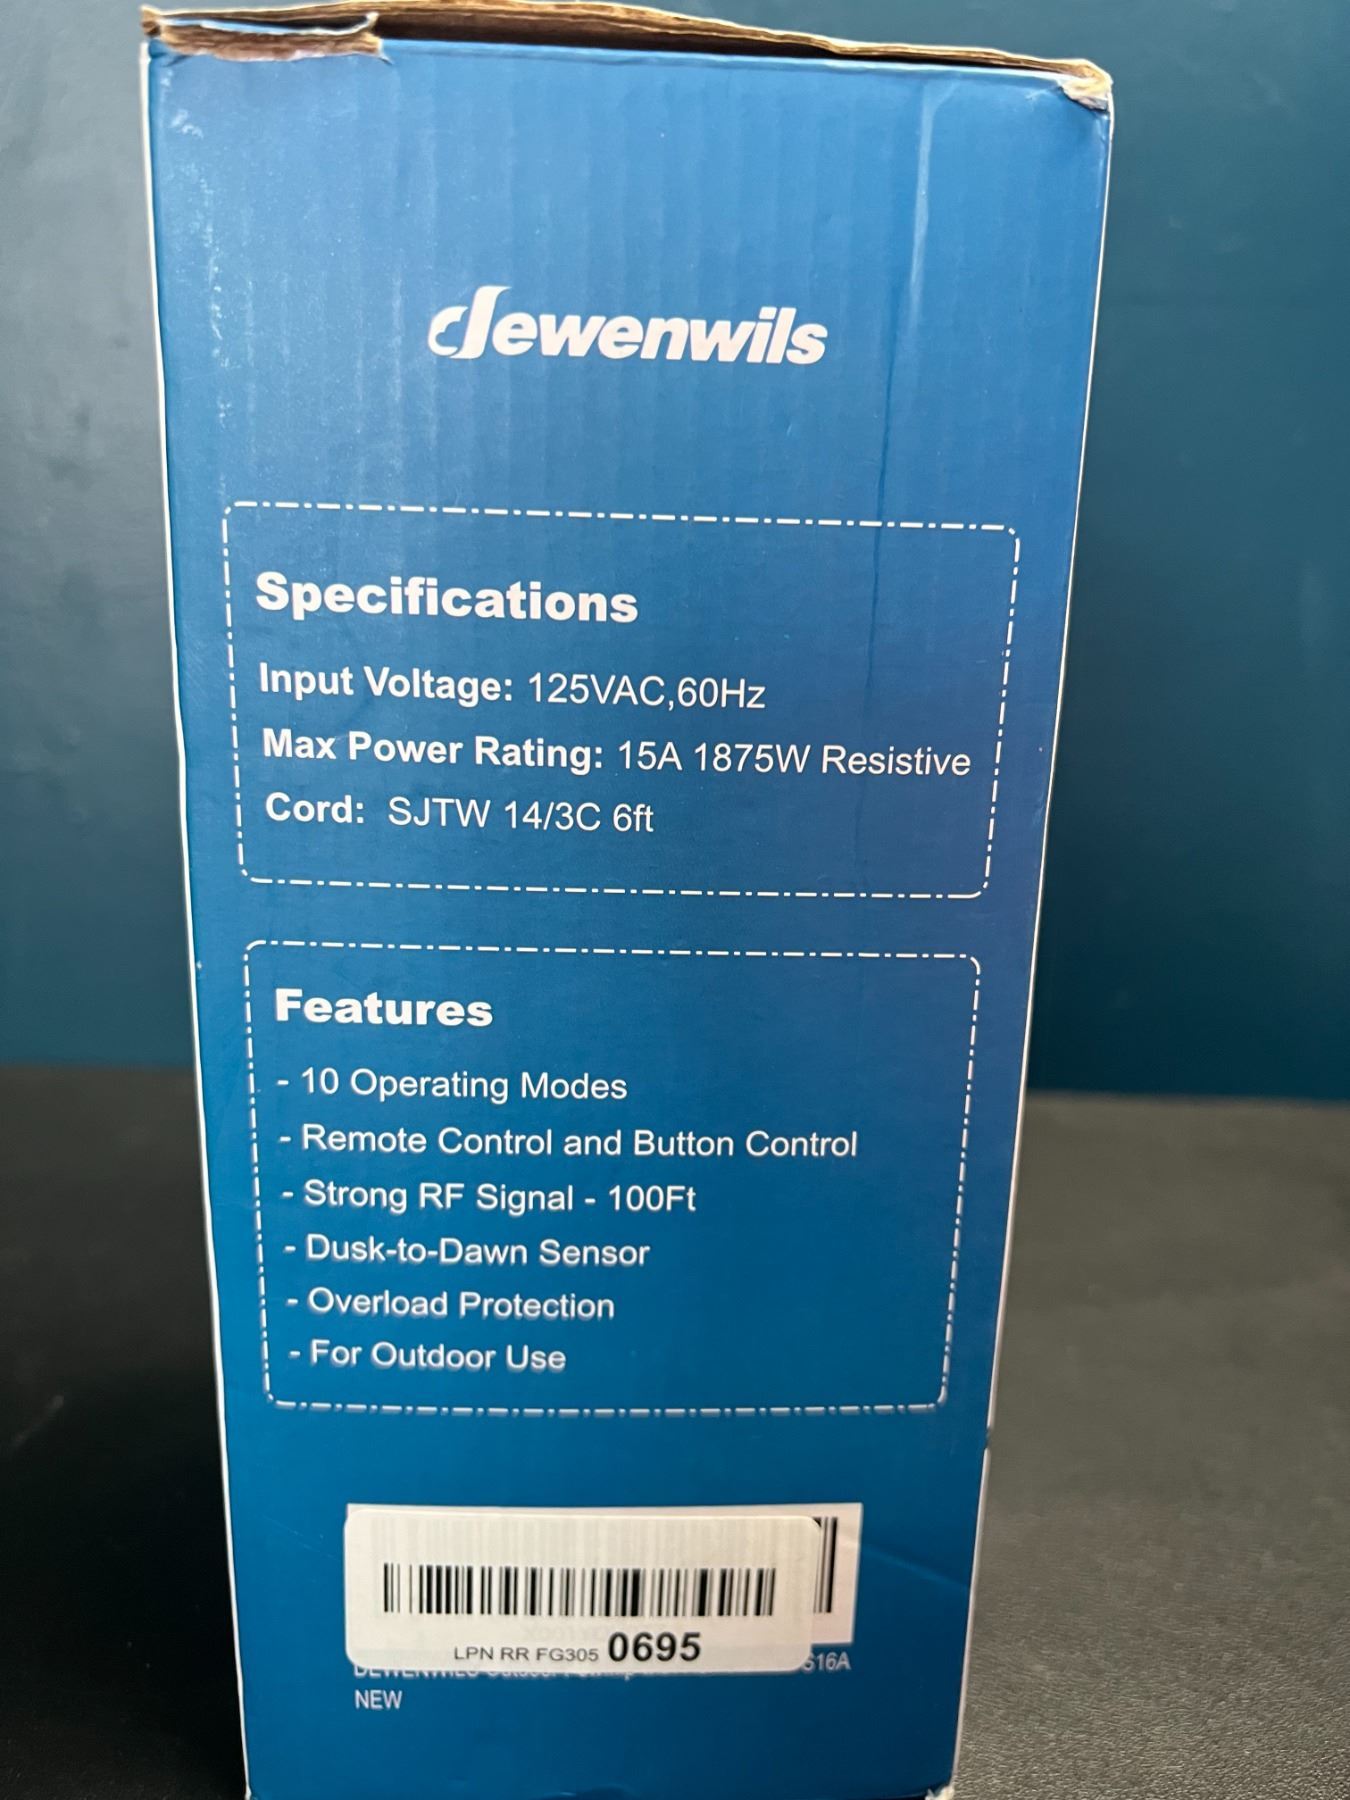 dewenwils
Specifications
Input Voltage: 125VAC,60Hz
Max Power Rating: 15A 1875W Resistive
Cord: SJTW 14/3C 6ft
Features
- 10 Operating Modes
- Remote Control and Button Control
- Strong RF Signal - 100Ft
- Dusk-to-Dawn Sensor
- Overload Protection
- For Outdoor Use
LPN RR FG305 0695
S16A
NEW